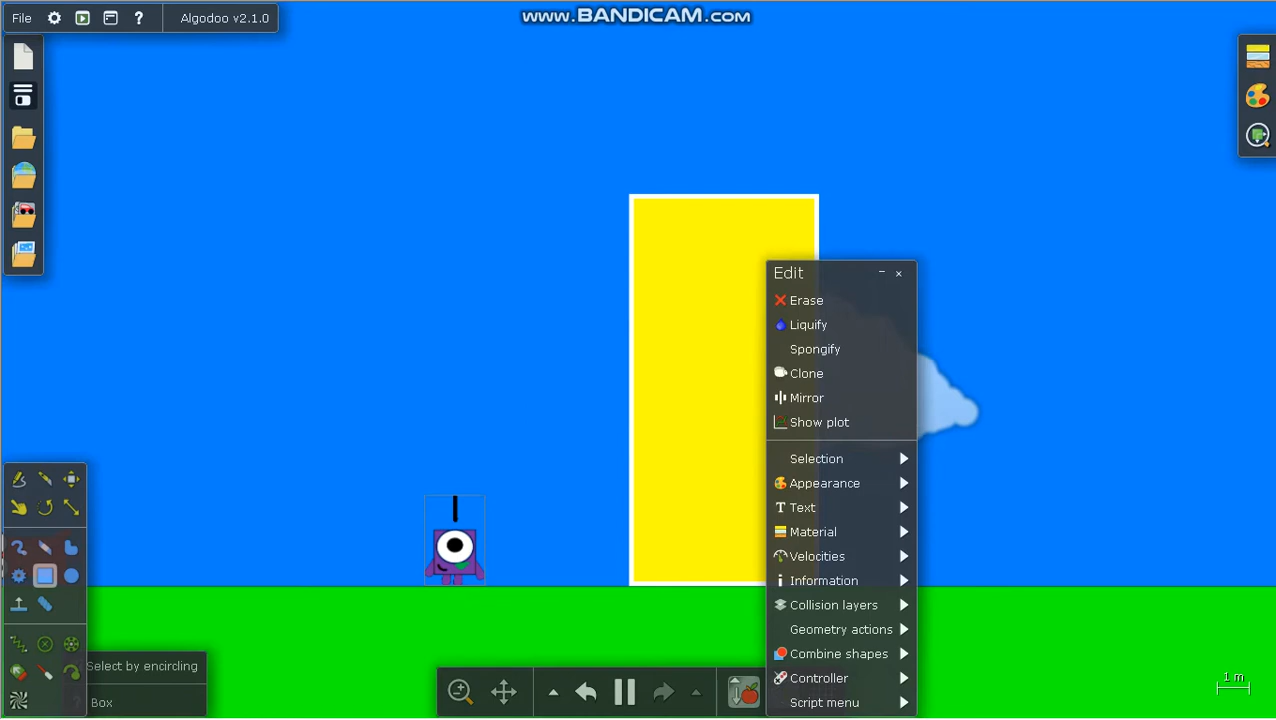 File
?
Algodoo v2.1.0
www.BANDICAM.com
Edit
Erase
Liquify
Spongify
Clone
Mirror
Show plot
Selection
Appearance
T Text
Material
Velocities
i Information
Collision layers
Geometry actions
Combine shapes
Controller
Script menu
Select by encircling
? Box
1 m